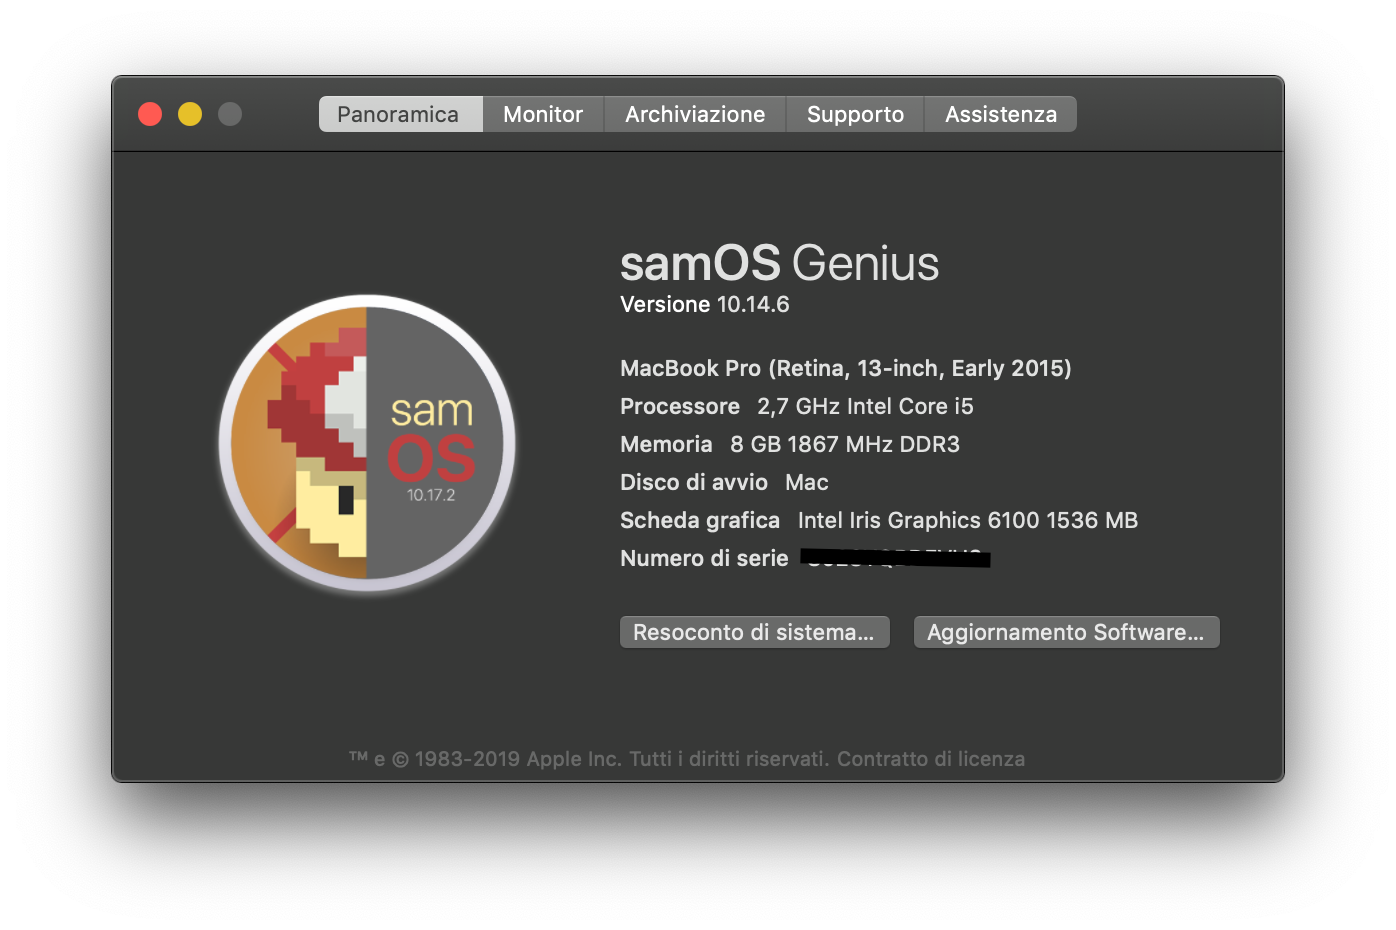 Panoramica Monitor Archiviazione Supporto Assistenza
samOS Genius
Versione 10.14.6
MacBook Pro (Retina, 13-inch, Early 2015)
Processore 2,7 GHz Intel Core i5
Memoria 8 GB 1867 MHz DDR3
Disco di avvio Mac
Scheda grafica Intel Iris Graphics 6100 1536 MB
Numero di serie
sam
OS
10.17.2
Resoconto di sistema...
Aggiornamento Software...
™ e © 1983-2019 Apple Inc. Tutti i diritti riservati. Contratto di licenza